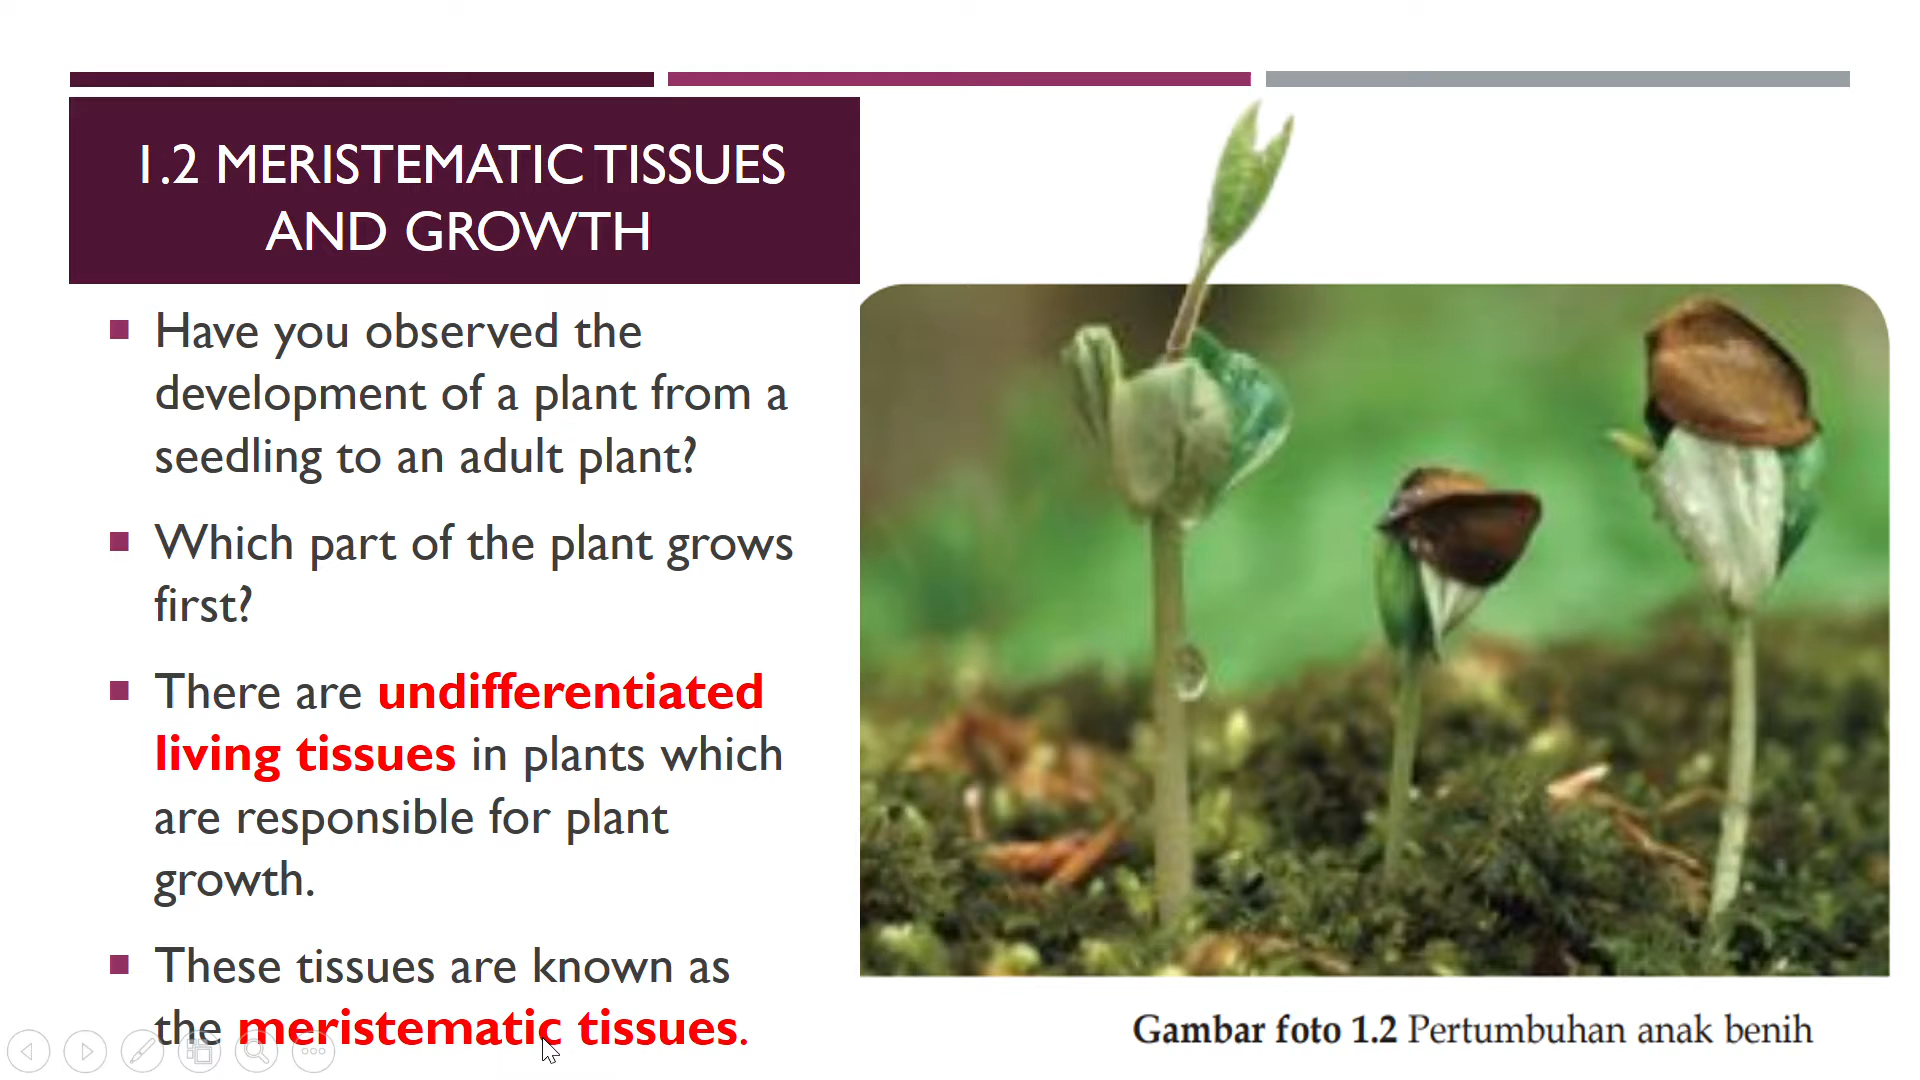 1.2 MERISTEMATIC TISSUES
AND GROWTH
Have you observed the
development of a plant from a
seedling to an adult plant?
Which part of the plant grows
first?
There are undifferentiated
living tissues in plants which
are responsible for plant
growth.
These tissues are known as
the meristematic tissues.
Gambar foto 1.2 Pertumbuhan anak benih